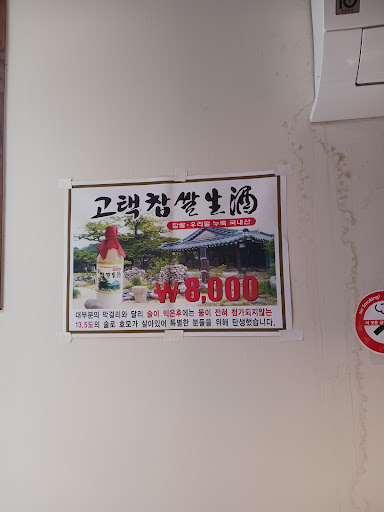 고택찹쌀生酒
찹쌀·우리밀 누룩 국내산
₩8,000
대부분의 막걸리와 달리 술이 익은후에는 물이 전혀 첨가되지않는
13.5도의 술로 효모가 살아있어 특별한 분들을 위해 탄생했습니다.